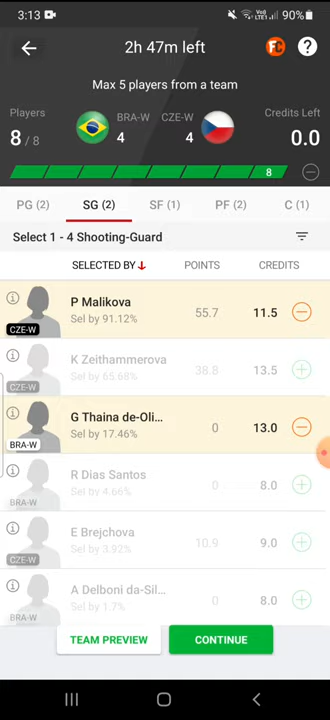 3:13
90%
2h 47m left
FC
?
Max 5 players from a team
Players
BRA-W
CZE-W
Credits Left
8 / 8
4
4
0.0
8
PG (2)
SG (2)
SF (1)
PF (2)
C (1)
Select 1 - 4 Shooting-Guard
SELECTED BY
POINTS
CREDITS
P Malikova
Sel by 91.12%
55.7
11.5
CZE-W
K Zeithammerova
Sel by 65.68%
38.8
13.5
CZE-W
G Thaina de-Oli...
Sel by 17.46%
0
13.0
BRA-W
R Dias Santos
Sel by 4.66%
0
8.0
BRA-W
E Brejchova
Sel by 3.92%
10.9
9.0
CZE-W
A Delboni da-Sil...
Sel by 1.7%
0
8.0
BRA-W
TEAM PREVIEW
CONTINUE